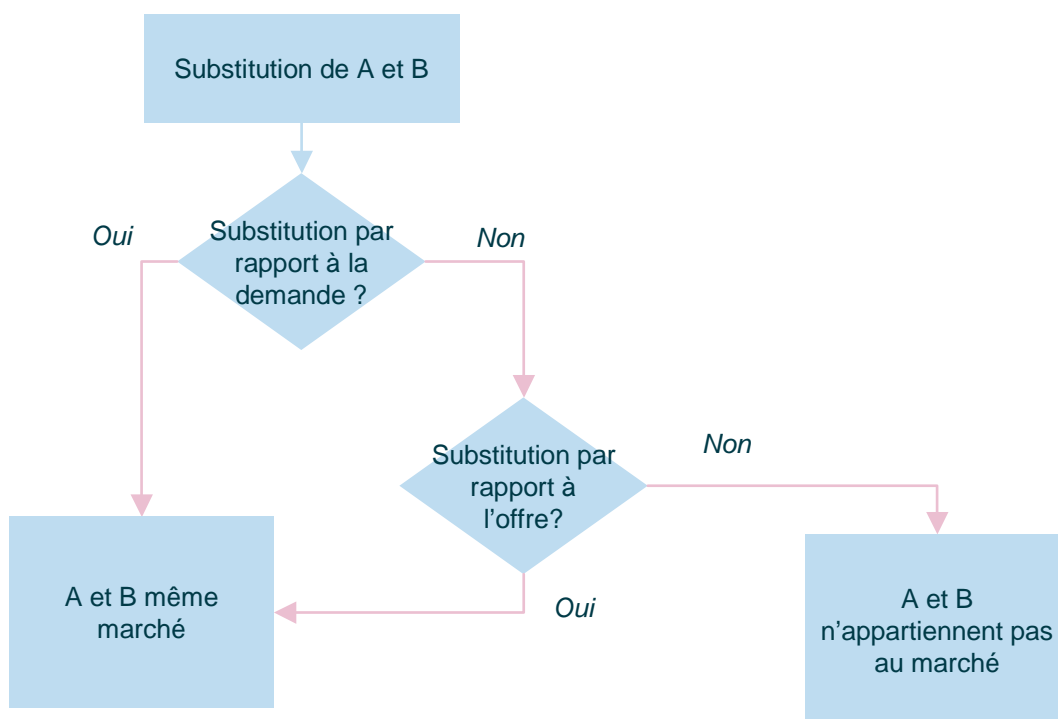 Substitution de A et B
Oui
Substitution par
rapport à la
demande ?
Non
Substitution par
rapport à
l’offre?
Non
A et B même
marché
Oui
A et B
n’appartiennent pas
au marché